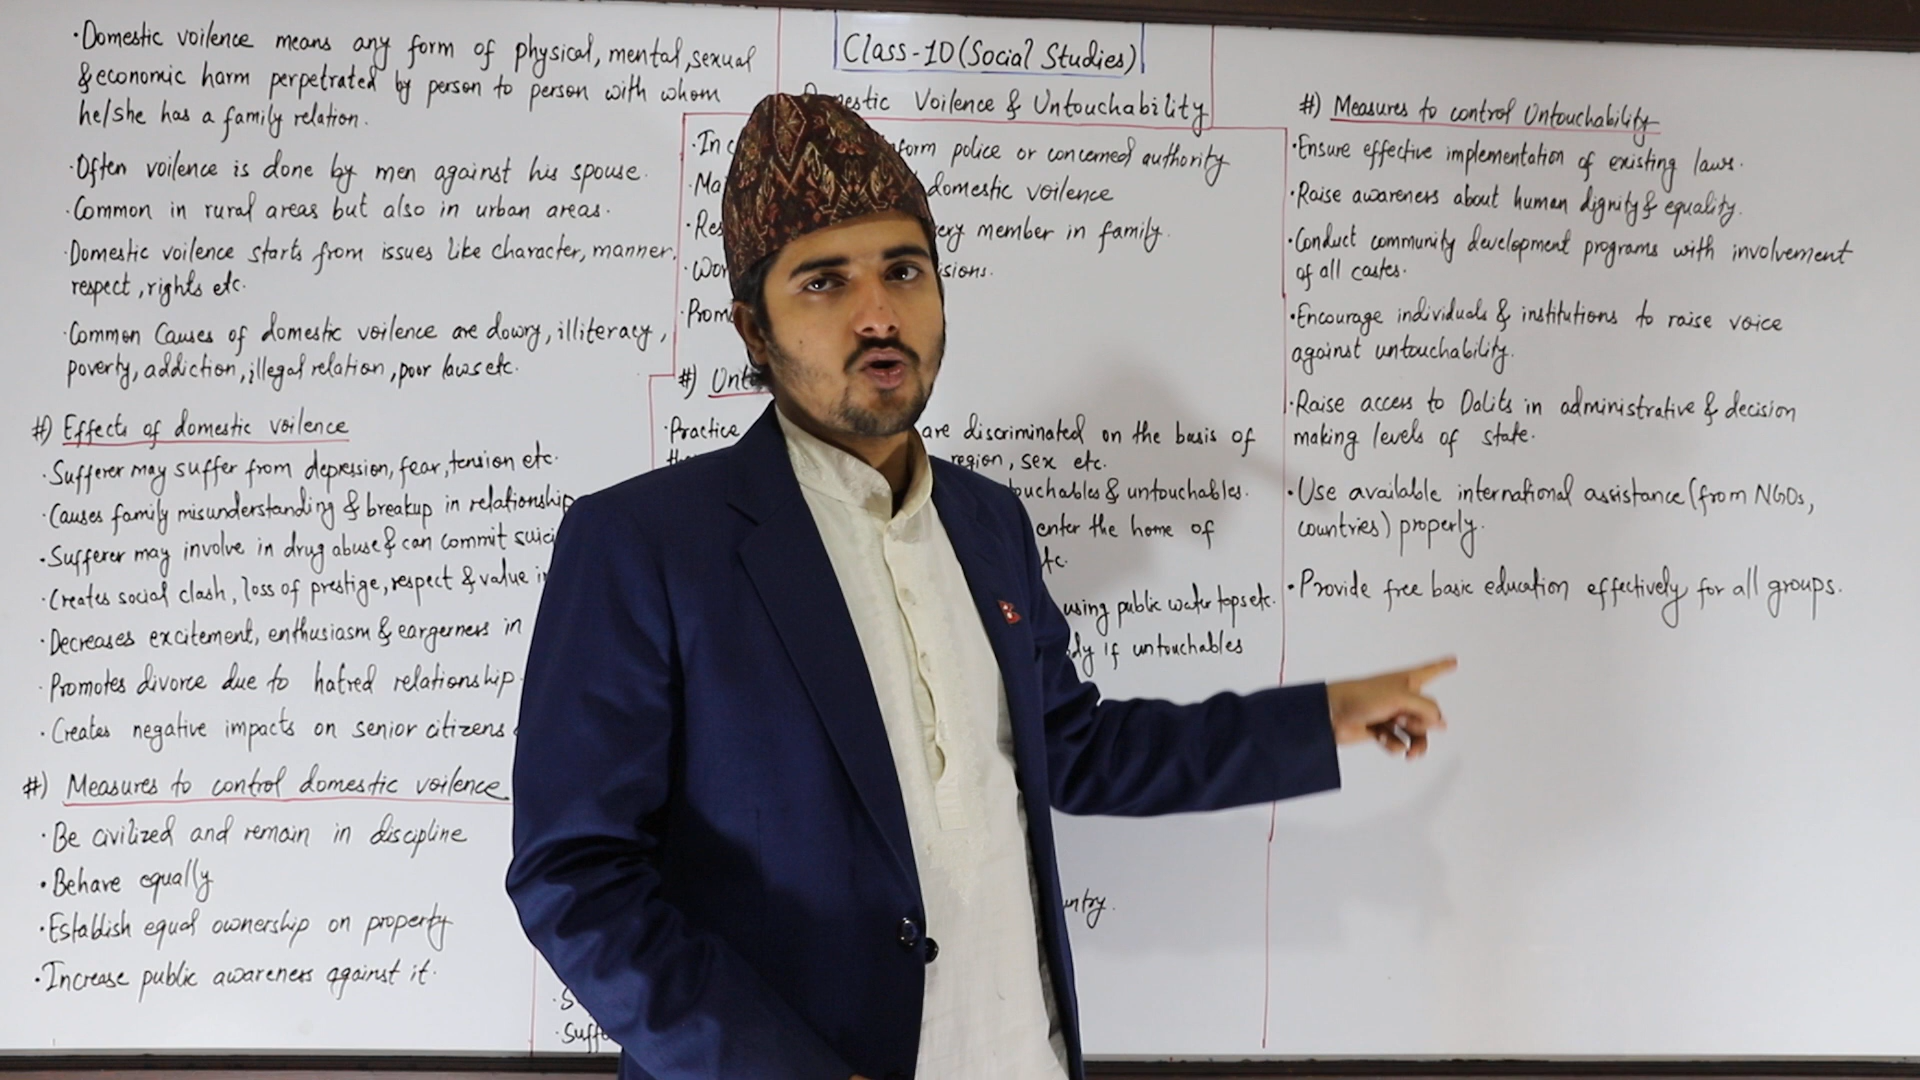 ·Domestic voilence means any form of physical, mental, sexual
& economic harm perpetrated by person to person with whom
he/she has a family relation.
·Often voilence is done by men against his spouse.
·Common in rural areas but also in urban areas.
·Domestic voilence starts from issues like character, manner,
respect, rights etc.
·Common Causes of domestic voilence are dowry, illiteracy,
poverty, addiction, illegal relation, poor laws etc.
#) Effects of domestic voilence
·Sufferer may suffer from depression, fear, tension etc.
·Causes family misunderstanding & breakup in relationship
·Sufferer may involve in drug abuse & can commit
·Creates social clash, loss of prestige, respect & value
·Decreases excitement, enthusiasm & eargerness in
·Promotes divorce due to hatred relationship
·Creates negative impacts on senior citizens
#) Measures to control domestic voilence
·Be civilized and remain in discipline
·Behave equally
·Establish equal ownership on property
·Increase public awareness against it.
Class-10 (Social Studies)
Voilence & Untouchability
·In
police or concerned authority
domestic voilence
member in family.
#)
·Practice are discriminated on the basis of
region, sex etc.
& untouchables.
enter the home of
using public water taps etc.
if untouchables
#) Measures to control Untouchability
·Ensure effective implementation of existing laws.
·Raise awareness about human dignity & equality.
·Conduct community development programs with involvement
of all castes.
·Encourage individuals & institutions to raise voice
against untouchability.
·Raise access to Dalits in administrative & decision
making levels of state.
·Use available international assistance (from NGOs,
countries) properly.
·Provide free basic education effectively for all groups.